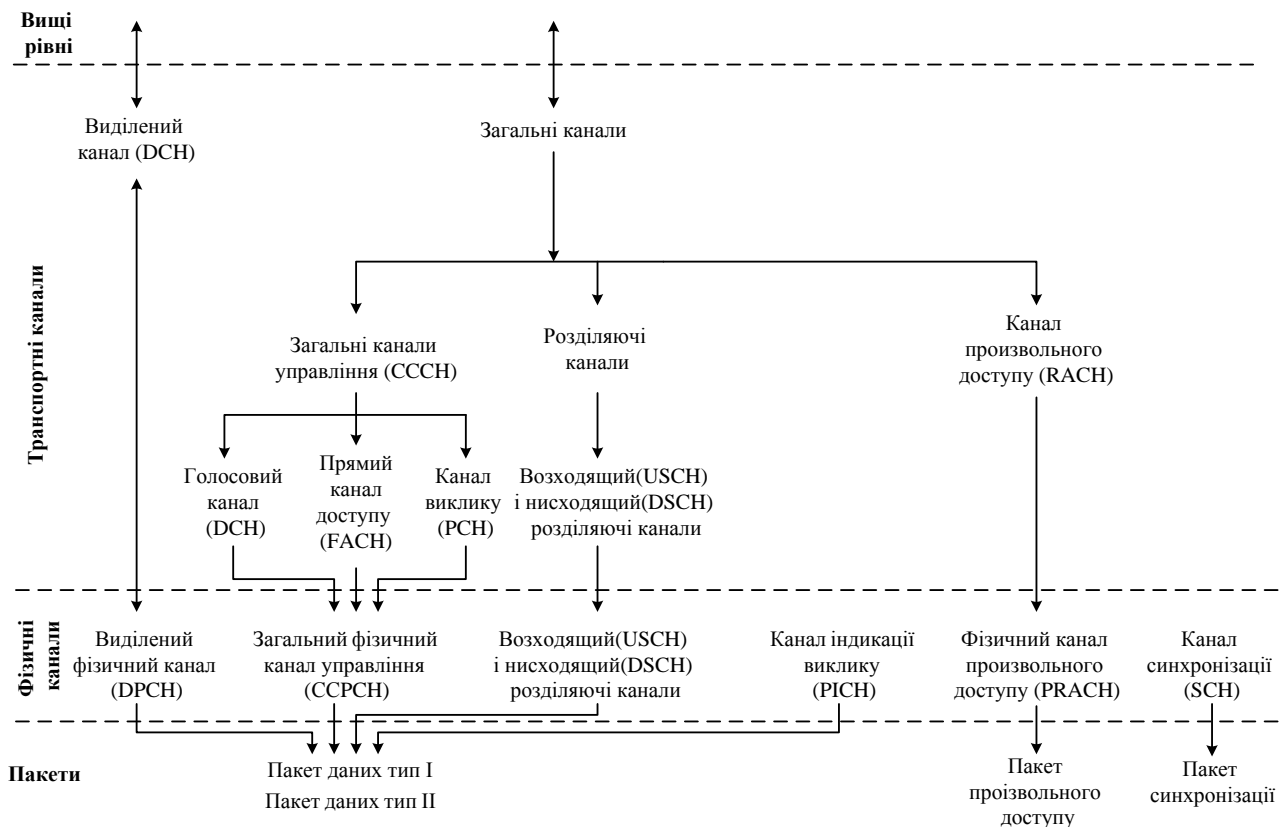 Вищі
рівні
Виділений
канал (DCH)
Загальні канали
Транспортні канали
Загальні канали
управління (CCCH)
Розділяючі
канали
Канал
произвольного
доступу (RACH)
Голосовий
канал
(DCH)
Прямий
канал
доступу
(FACH)
Канал
виклику
(PCH)
Возходящий(USCH)
і нисходящий(DSCH)
розділяючі канали
Фізичні
канали
Виділений
фізичний канал
(DPCH)
Загальний фізичний
канал управління
(CCPCH)
Возходящий(USCH)
і нисходящий(DSCH)
розділяючі канали
Канал індикації
виклику
(PICH)
Фізичний канал
произвольного
доступу (PRACH)
Канал
синхронізації
(SCH)
Пакети
Пакет даних тип I
Пакет даних тип II
Пакет
проізвольного
доступу
Пакет
синхронізації